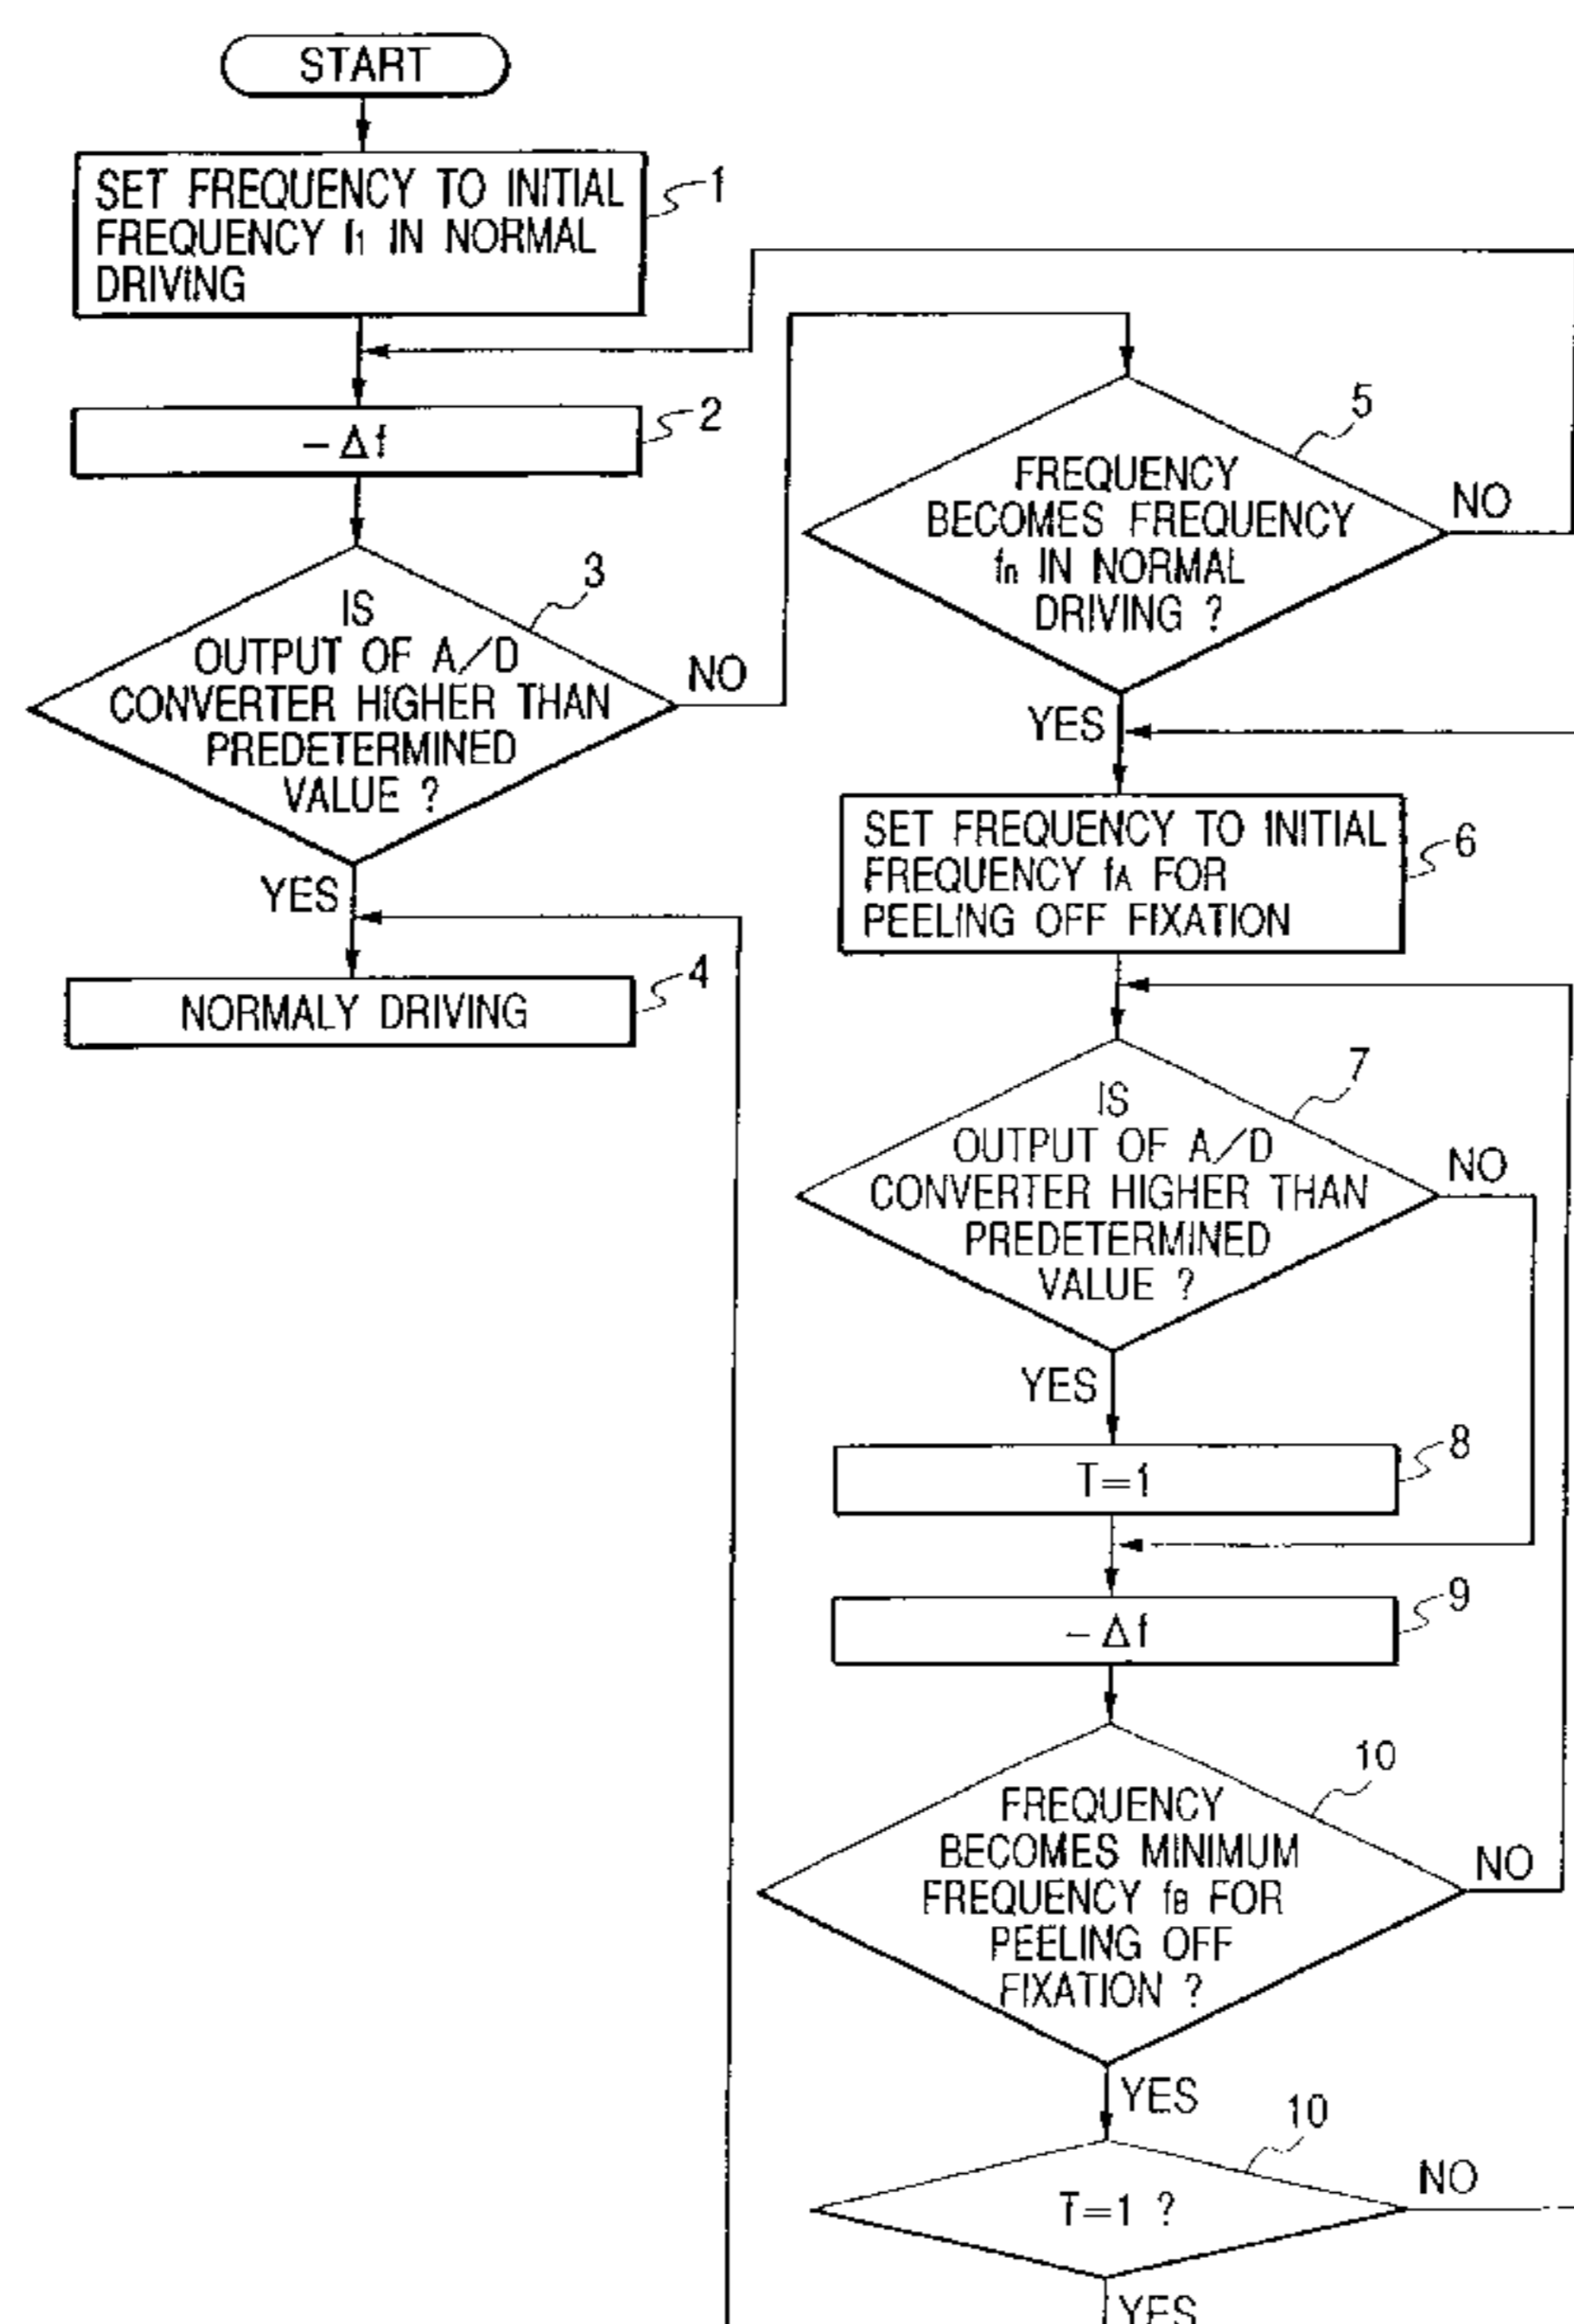 START
SET FREQUENCY TO INITIAL
FREQUENCY f1 IN NORMAL
DRIVING
1
−Δf
2
IS
OUTPUT OF A/D
CONVERTER HIGHER THAN
PREDETERMINED
VALUE ?
3
NO
YES
NORMALY DRIVING
4
FREQUENCY
BECOMES FREQUENCY
fn IN NORMAL
DRIVING ?
5
NO
YES
SET FREQUENCY TO INITIAL
FREQUENCY fA FOR
PEELING OFF FIXATION
6
IS
OUTPUT OF A/D
CONVERTER HIGHER THAN
PREDETERMINED
VALUE ?
7
NO
YES
T=1
8
−Δf
9
FREQUENCY
BECOMES MINIMUM
FREQUENCY fB FOR
PEELING OFF
FIXATION ?
10
NO
YES
T=1 ?
10
NO
YES